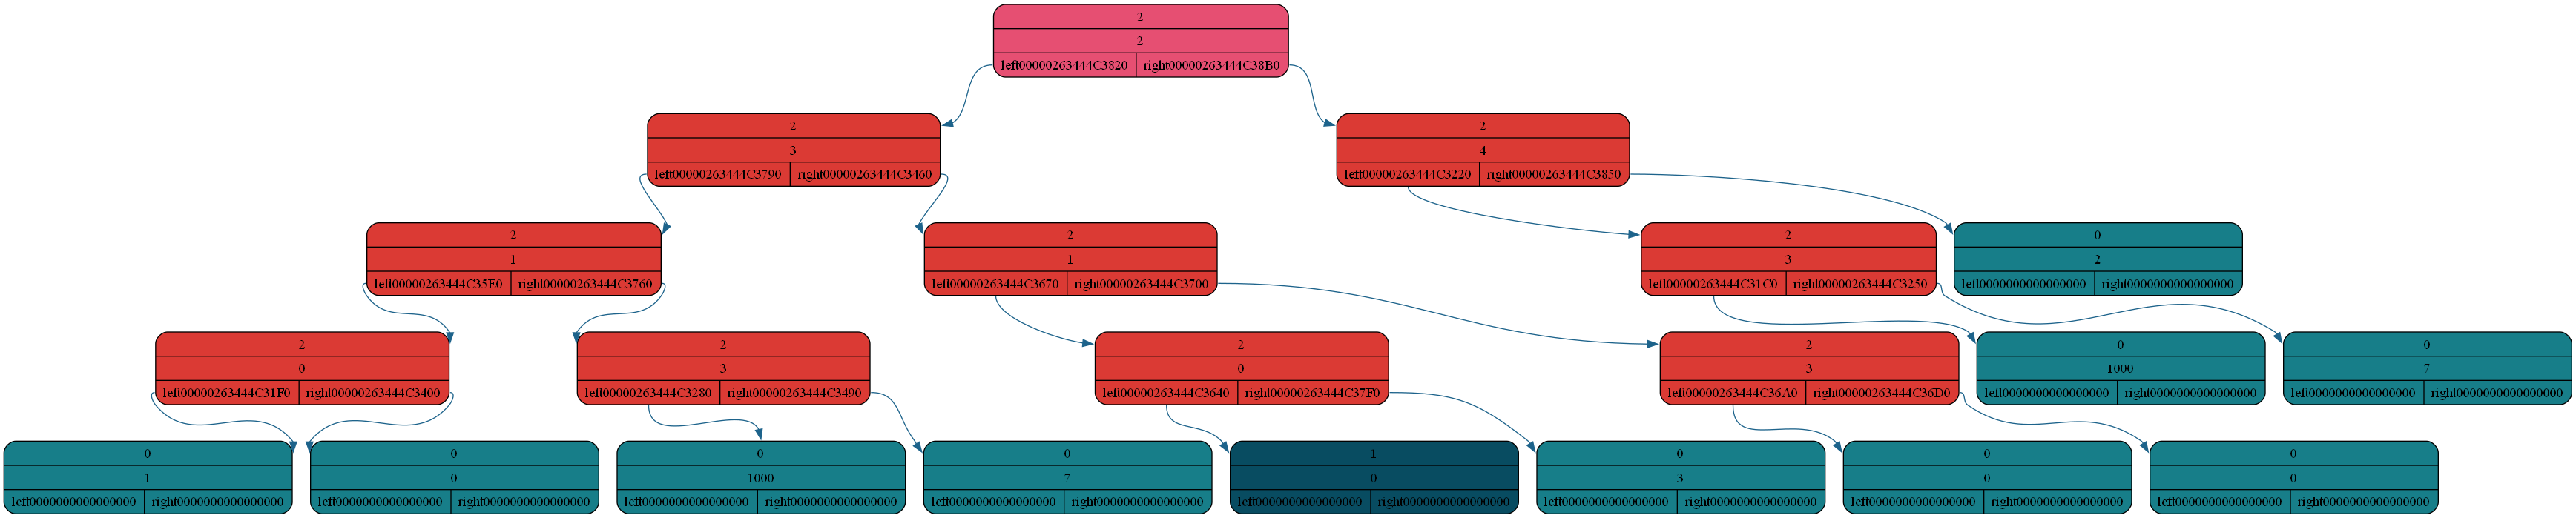 2
2
left00000263444C3820 right00000263444C38B0
2
3
left00000263444C3790 right00000263444C3460
2
4
left00000263444C3220 right00000263444C3850
2
1
left00000263444C35E0 right00000263444C3760
2
1
left00000263444C3670 right00000263444C3700
2
3
left00000263444C31C0 right00000263444C3250
0
2
left0000000000000000 right0000000000000000
2
0
left00000263444C31F0 right00000263444C3400
2
3
left00000263444C3280 right00000263444C3490
2
0
left00000263444C3640 right00000263444C37F0
2
3
left00000263444C36A0 right00000263444C36D0
0
1000
left0000000000000000 right0000000000000000
0
7
left0000000000000000 right0000000000000000
0
1
left0000000000000000 right0000000000000000
0
0
left0000000000000000 right0000000000000000
0
1000
left0000000000000000 right0000000000000000
0
7
left0000000000000000 right0000000000000000
1
0
left0000000000000000 right0000000000000000
0
3
left0000000000000000 right0000000000000000
0
0
left0000000000000000 right0000000000000000
0
0
left0000000000000000 right0000000000000000